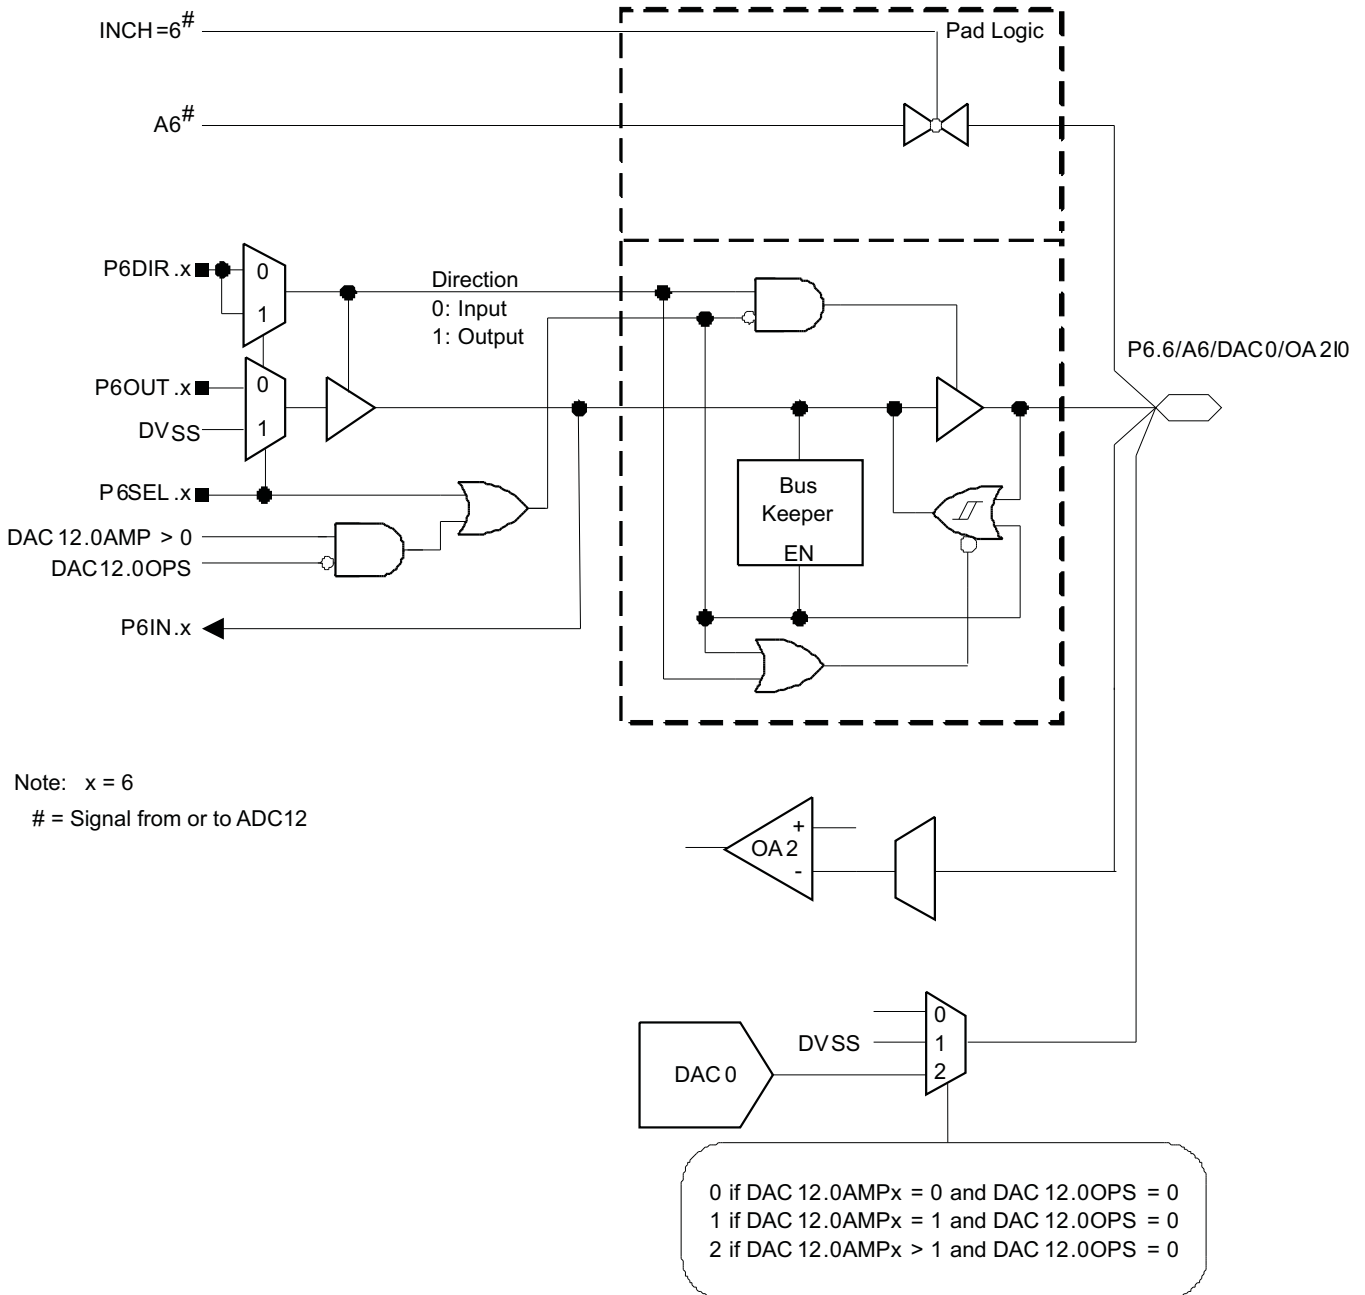 INCH=6#
Pad Logic
A6#
P6DIR.x
0
1
Direction
0: Input
1: Output
P6.6/A6/DAC0/OA2I0
P6OUT.x
0
DVSS
1
P6SEL.x
Bus
Keeper
EN
DAC12.0AMP > 0
DAC12.0OPS
P6IN.x
Note: x = 6
# = Signal from or to ADC12
+
OA2
-
0
DVSS
1
2
DAC0
0 if DAC12.0AMPx = 0 and DAC12.0OPS = 0
1 if DAC12.0AMPx = 1 and DAC12.0OPS = 0
2 if DAC12.0AMPx > 1 and DAC12.0OPS = 0